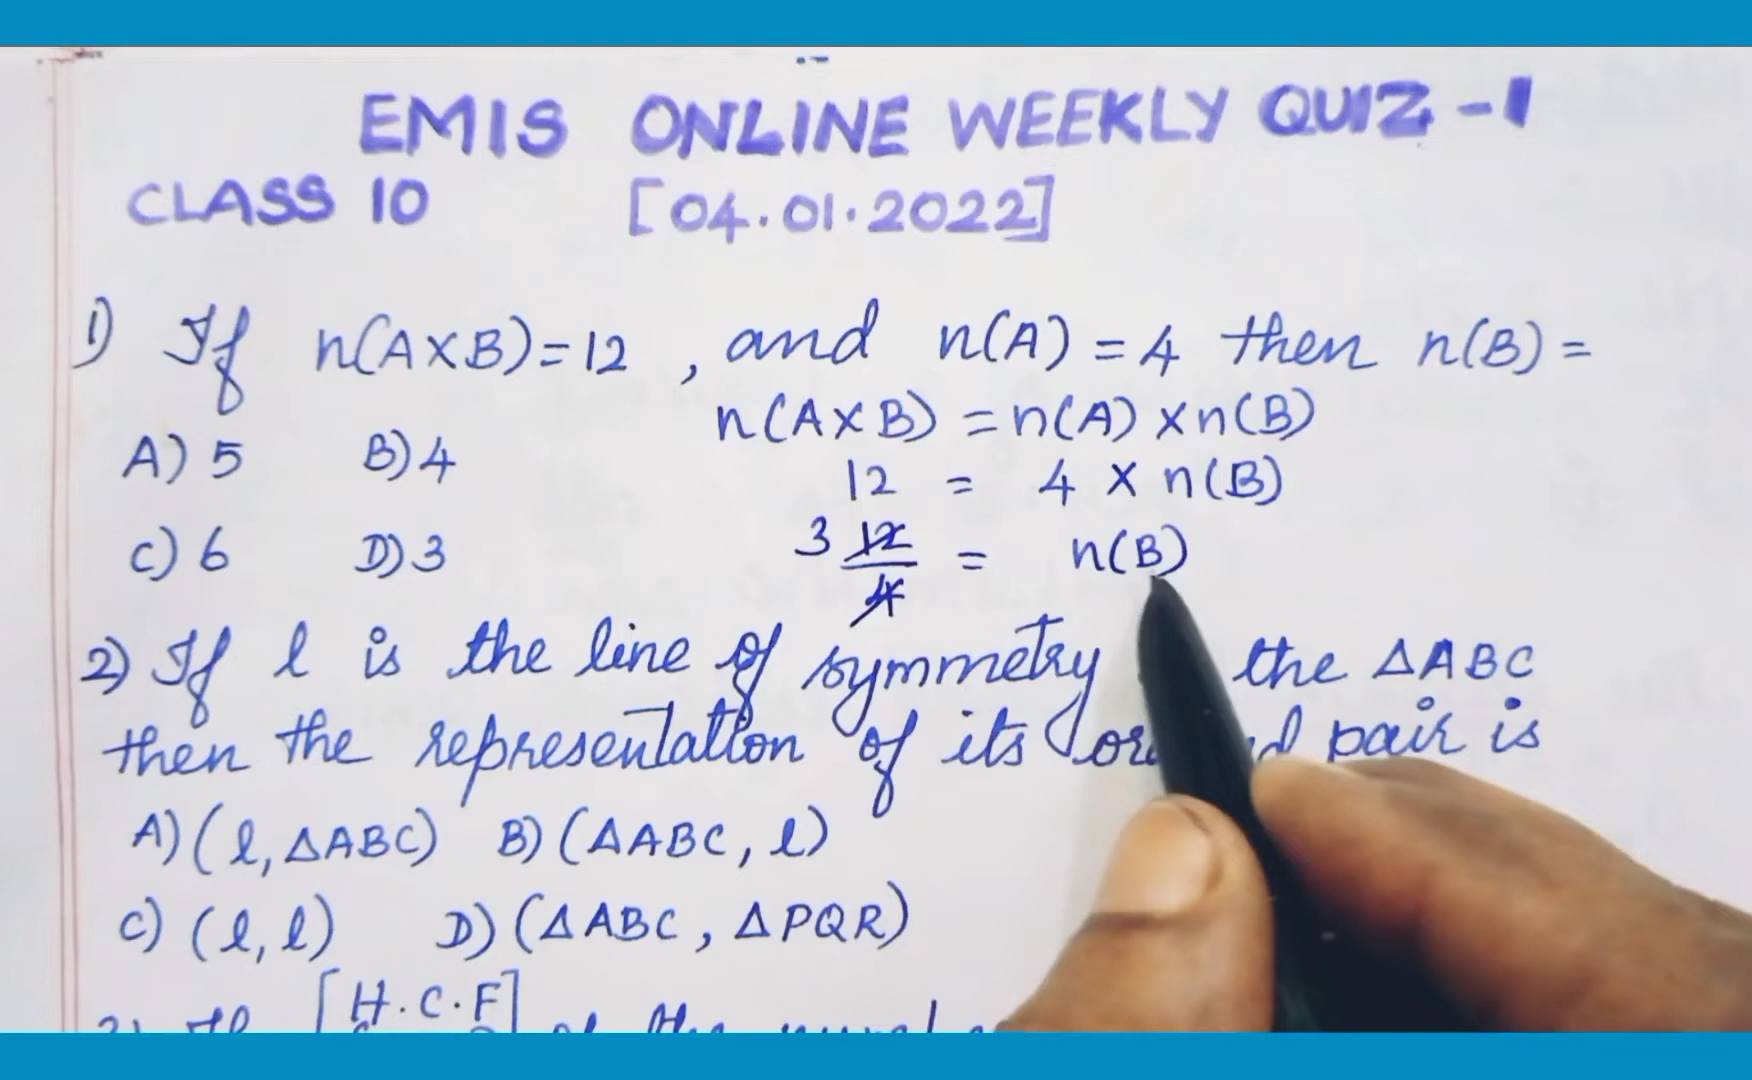 EMIS ONLINE WEEKLY QUIZ -1
CLASS 10 [04.01.2022]
1) If n(A×B)=12 , and n(A) = 4 then n(B) =
n(A×B) = n(A) × n(B)
A) 5 B) 4
12 = 4 × n(B)
C) 6 D) 3
3 12/4 = n(B)
2) If l is the line of symmetry the ΔABC
then the representation of its pair is
A) (l, ΔABC) B) (ΔABC, l)
C) (l, l) D) (ΔABC, ΔPQR)
[H.C.F] the